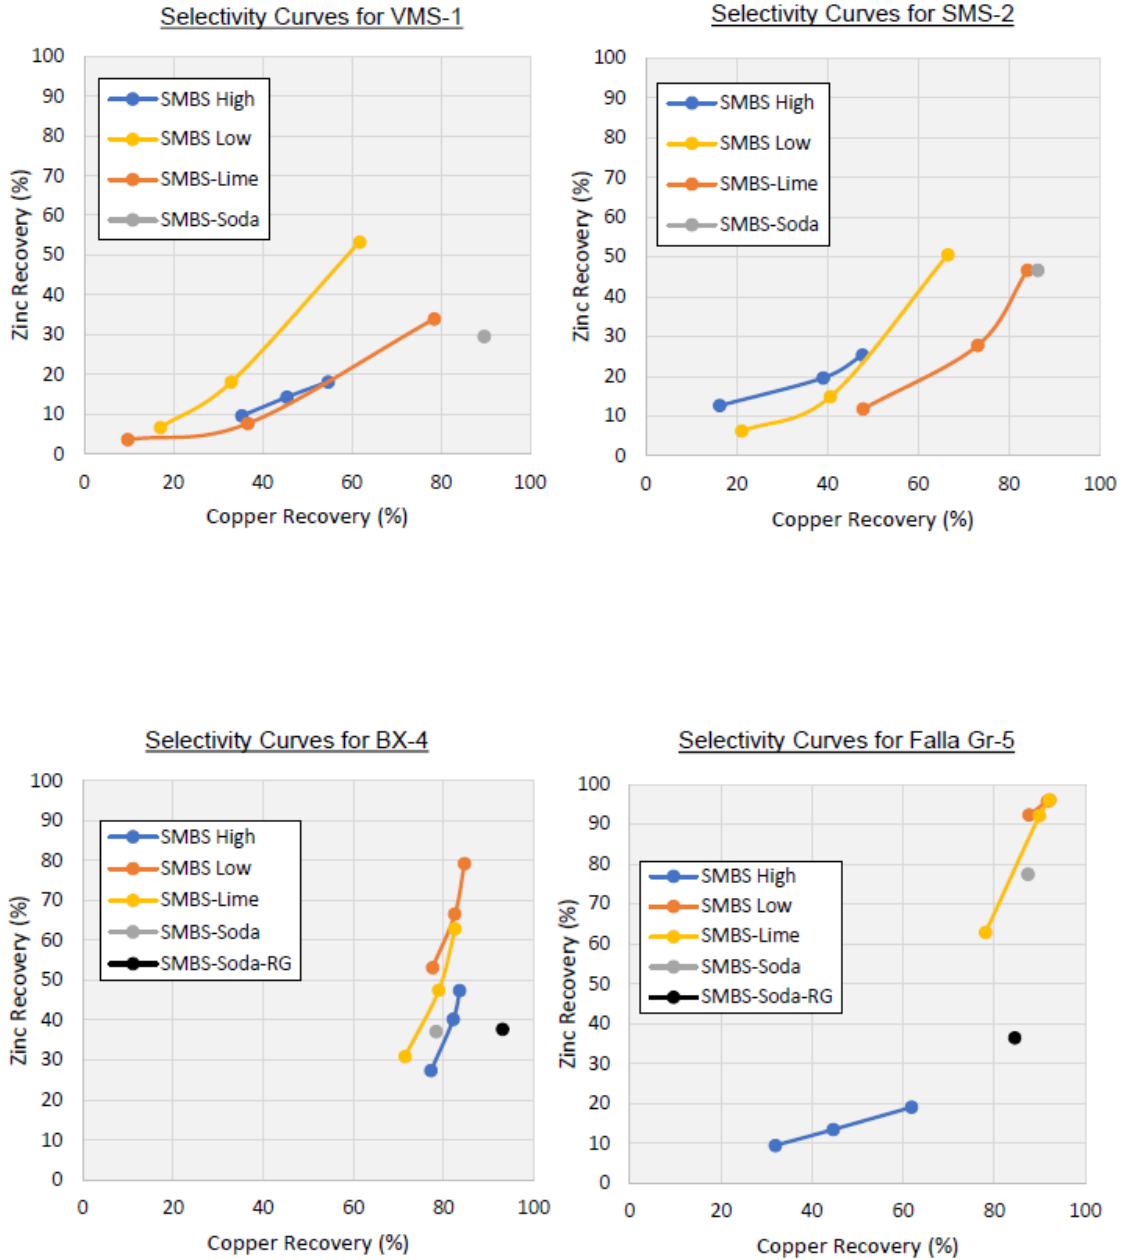 Selectivity Curves for VMS-1
100
90
80
70
60
50
40
30
20
10
0
Zinc Recovery (%)
SMBS High
SMBS Low
SMBS-Lime
SMBS-Soda
0 20 40 60 80 100
Copper Recovery (%)
Selectivity Curves for SMS-2
100
90
80
70
60
50
40
30
20
10
0
Zinc Recovery (%)
SMBS High
SMBS Low
SMBS-Lime
SMBS-Soda
0 20 40 60 80 100
Copper Recovery (%)
Selectivity Curves for BX-4
100
90
80
70
60
50
40
30
20
10
0
Zinc Recovery (%)
SMBS High
SMBS Low
SMBS-Lime
SMBS-Soda
SMBS-Soda-RG
0 20 40 60 80 100
Copper Recovery (%)
Selectivity Curves for Falla Gr-5
100
90
80
70
60
50
40
30
20
10
0
Zinc Recovery (%)
SMBS High
SMBS Low
SMBS-Lime
SMBS-Soda
SMBS-Soda-RG
0 20 40 60 80 100
Copper Recovery (%)